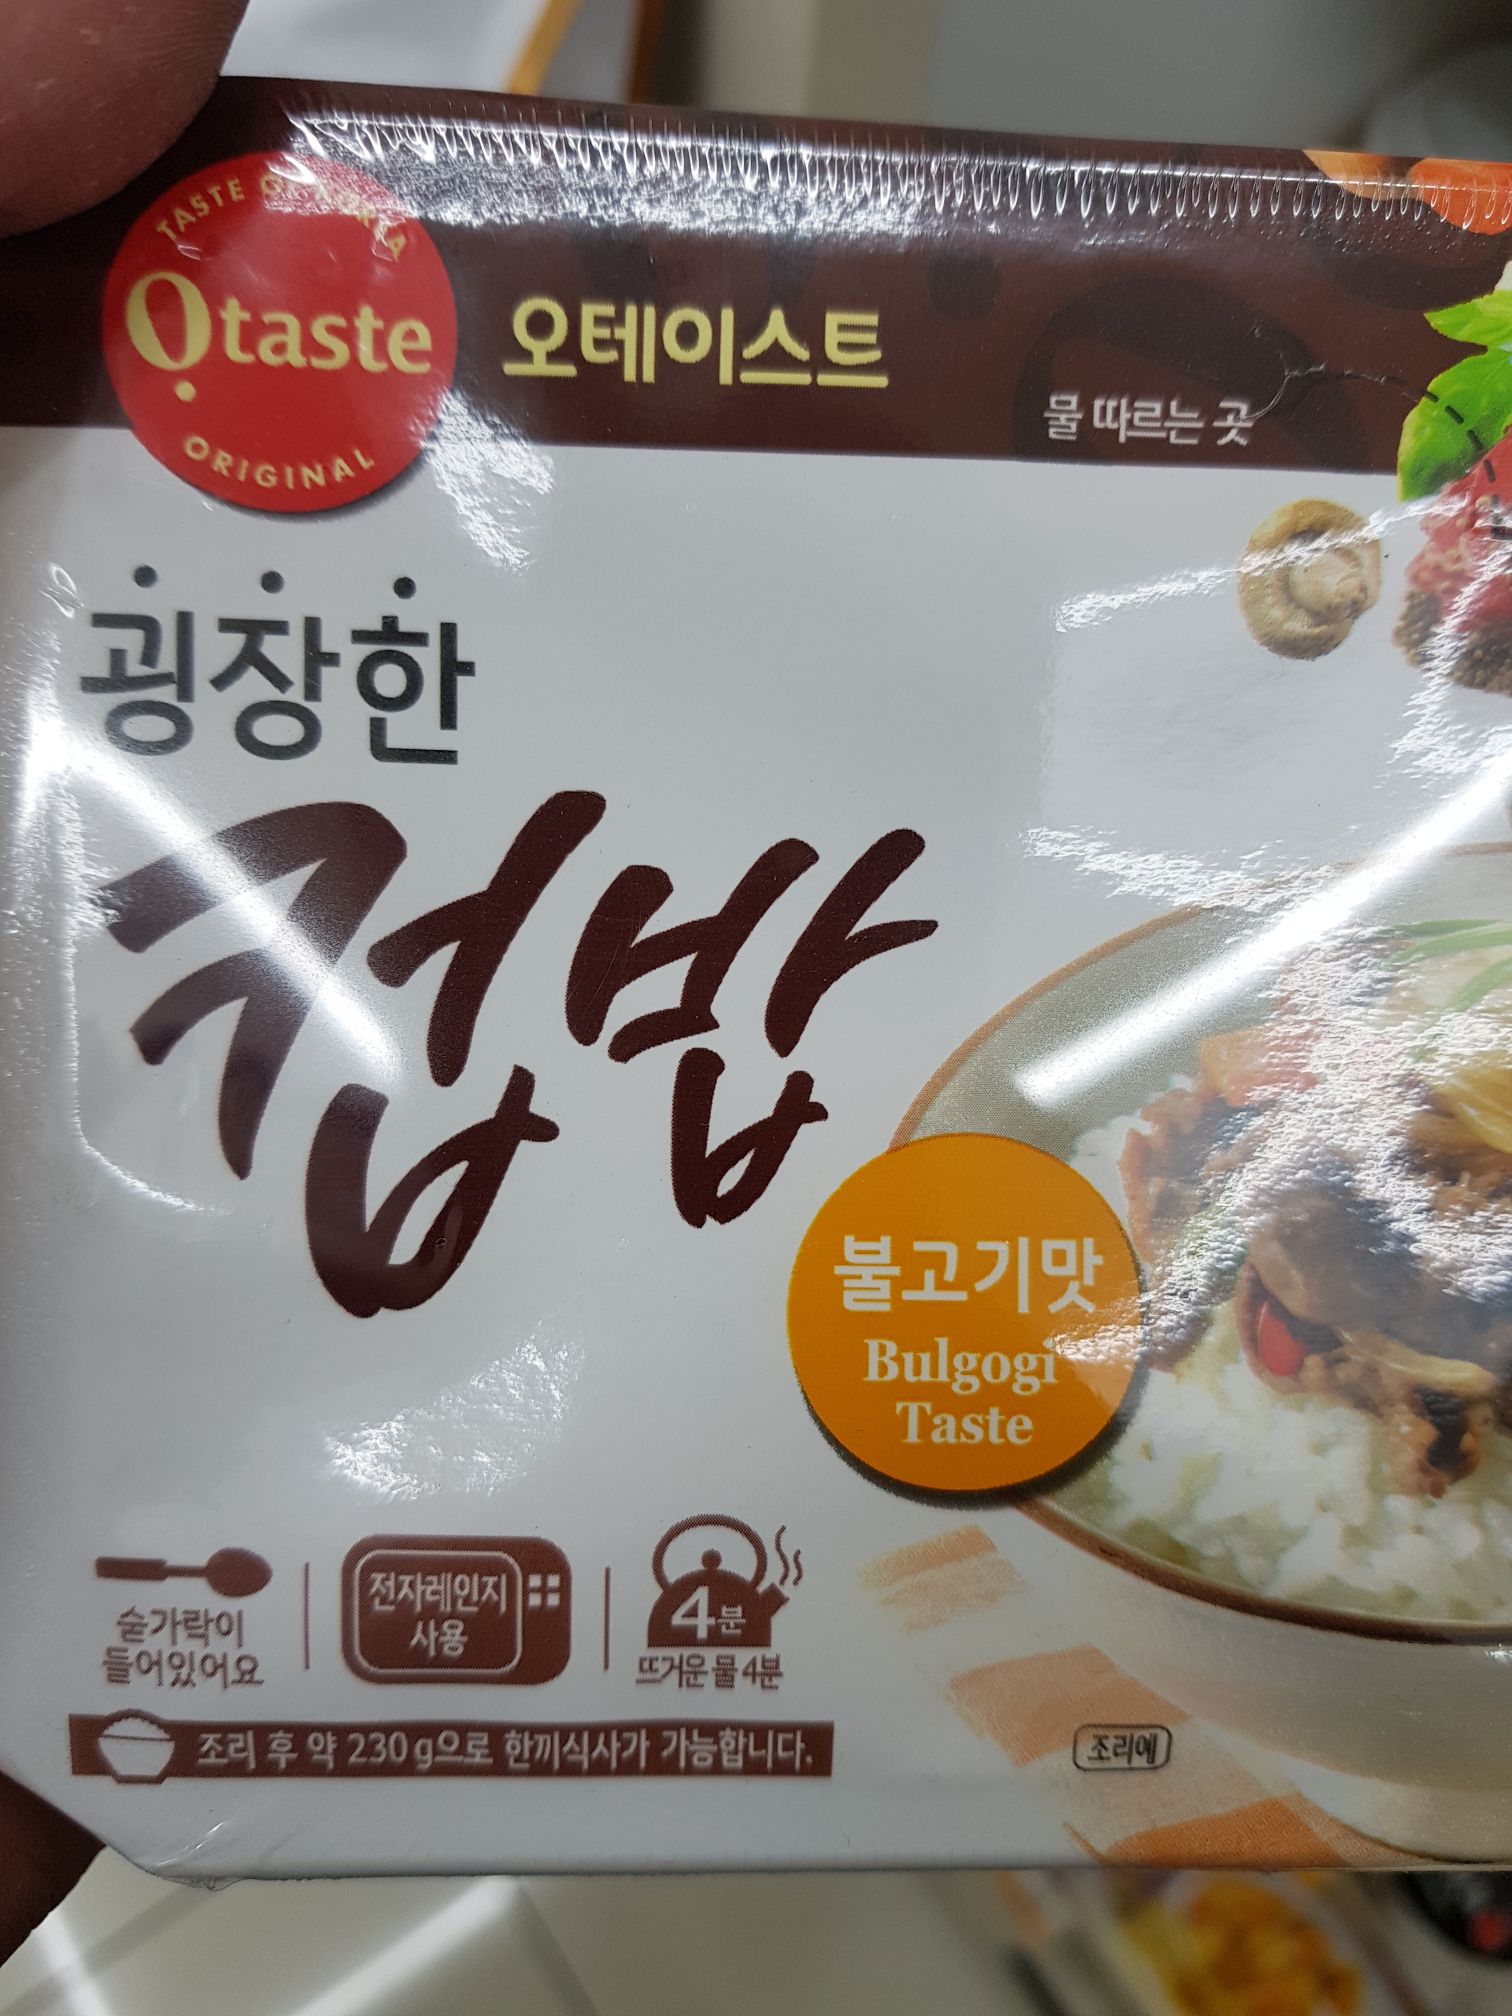 TASTE OF KOREA
Otaste
ORIGINAL
오테이스트
물 따르는 곳
굉장한
컵밥
불고기맛
Bulgogi
Taste
숟가락이
들어있어요
전자레인지
사용
4분
뜨거운 물 4분
조리 후 약 230g으로 한끼식사가 가능합니다.
조리예